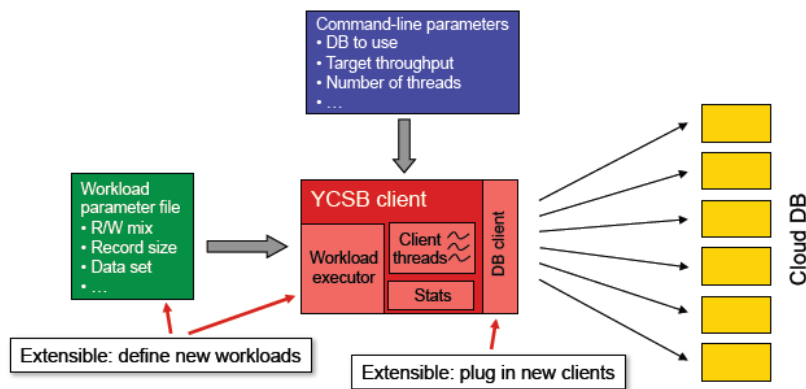 Command-line parameters
• DB to use
• Target throughput
• Number of threads
• …
Workload
parameter file
• R/W mix
• Record size
• Data set
• …
YCSB client
Workload
executor
Client
threads
Stats
DB client
Cloud DB
Extensible: define new workloads
Extensible: plug in new clients